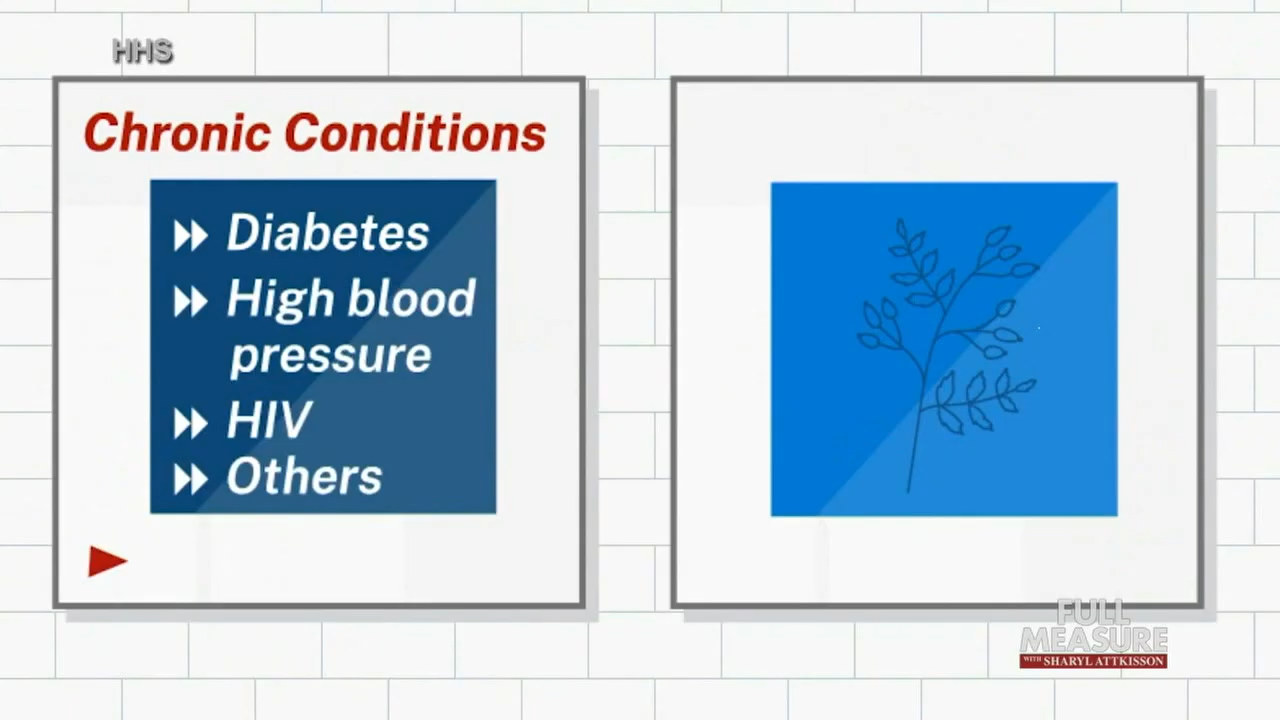 HHS
Chronic Conditions
Diabetes
High blood
pressure
HIV
Others
FULL
MEASURE
WITH SHARYL ATTKISSON